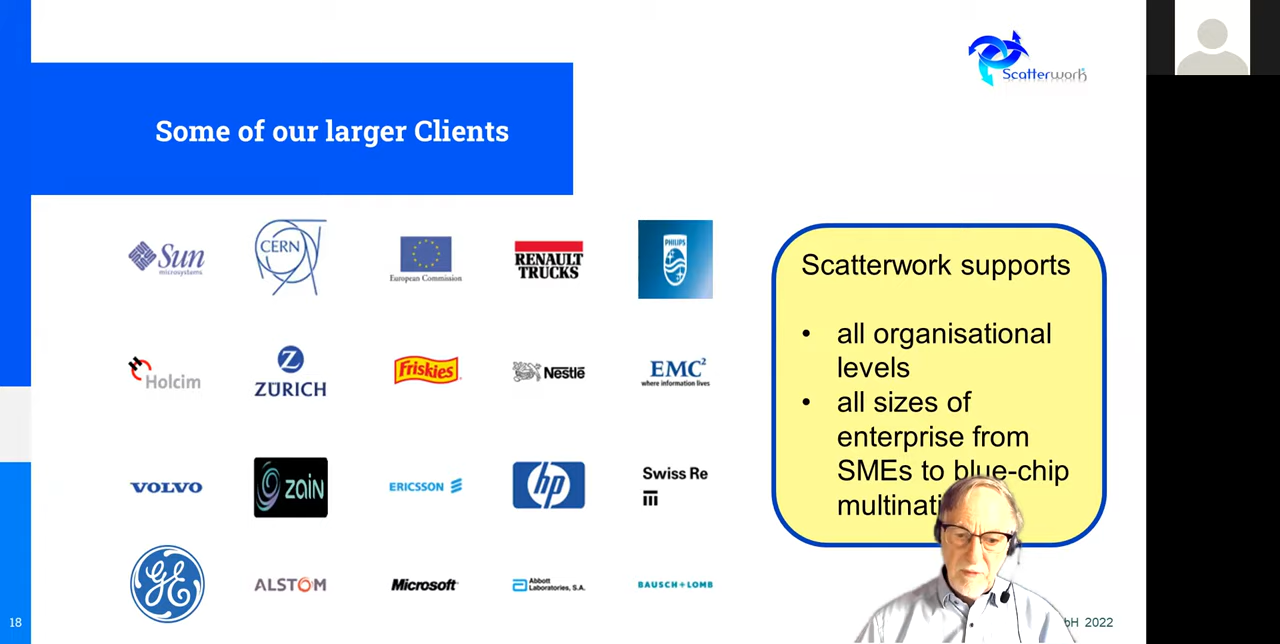 Scatterwork
Some of our larger Clients
Sun
microsystems
CERN
European Commission
RENAULT
TRUCKS
PHILIPS
Holcim
Z
ZÜRICH
Friskies
Nestlé
EMC²
where information lives
VOLVO
zain
ERICSSON
hp
Swiss Re
GE
ALSTOM
Microsoft
Abbott
Laboratories, S.A.
BAUSCH+LOMB
Scatterwork supports
• all organisational
levels
• all sizes of
enterprise from
SMEs to blue-chip
multinati
18
bH 2022